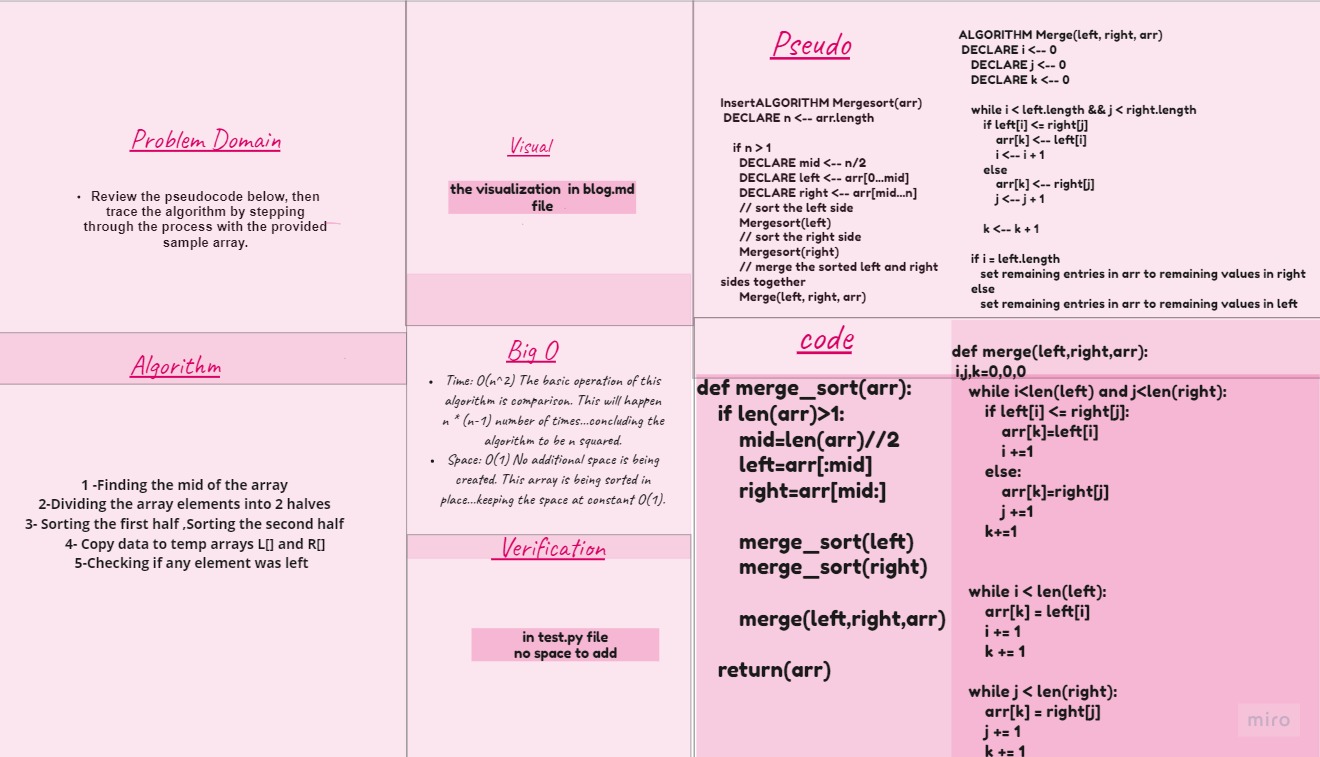 Problem Domain
• Review the pseudocode below, then
trace the algorithm by stepping
through the process with the provided
sample array.
Algorithm
1 -Finding the mid of the array
2-Dividing the array elements into 2 halves
3- Sorting the first half ,Sorting the second half
4- Copy data to temp arrays L[] and R[]
5-Checking if any element was left
Visual
the visualization in blog.md
file
Big O
• Time: O(n^2) The basic operation of this
algorithm is comparison. This will happen
n * (n-1) number of times...concluding the
algorithm to be n squared.
• Space: O(1) No additional space is being
created. This array is being sorted in
place...keeping the space at constant O(1).
Verification
in test.py file
no space to add
Pseudo
InsertALGORITHM Mergesort(arr)
DECLARE n <-- arr.length
if n > 1
DECLARE mid <-- n/2
DECLARE left <-- arr[0...mid]
DECLARE right <-- arr[mid...n]
// sort the left side
Mergesort(left)
// sort the right side
Mergesort(right)
// merge the sorted left and right
sides together
Merge(left, right, arr)
ALGORITHM Merge(left, right, arr)
DECLARE i <-- 0
DECLARE j <-- 0
DECLARE k <-- 0
while i < left.length && j < right.length
if left[i] <= right[j]
arr[k] <-- left[i]
i <-- i + 1
else
arr[k] <-- right[j]
j <-- j + 1
k <-- k + 1
if i = left.length
set remaining entries in arr to remaining values in right
else
set remaining entries in arr to remaining values in left
code
def merge_sort(arr):
if len(arr)>1:
mid=len(arr)//2
left=arr[:mid]
right=arr[mid:]
merge_sort(left)
merge_sort(right)
merge(left,right,arr)
return(arr)
def merge(left,right,arr):
i,j,k=0,0,0
while i<len(left) and j<len(right):
if left[i] <= right[j]:
arr[k]=left[i]
i +=1
else:
arr[k]=right[j]
j +=1
k+=1
while i < len(left):
arr[k] = left[i]
i += 1
k += 1
while j < len(right):
arr[k] = right[j]
j += 1
k += 1
miro